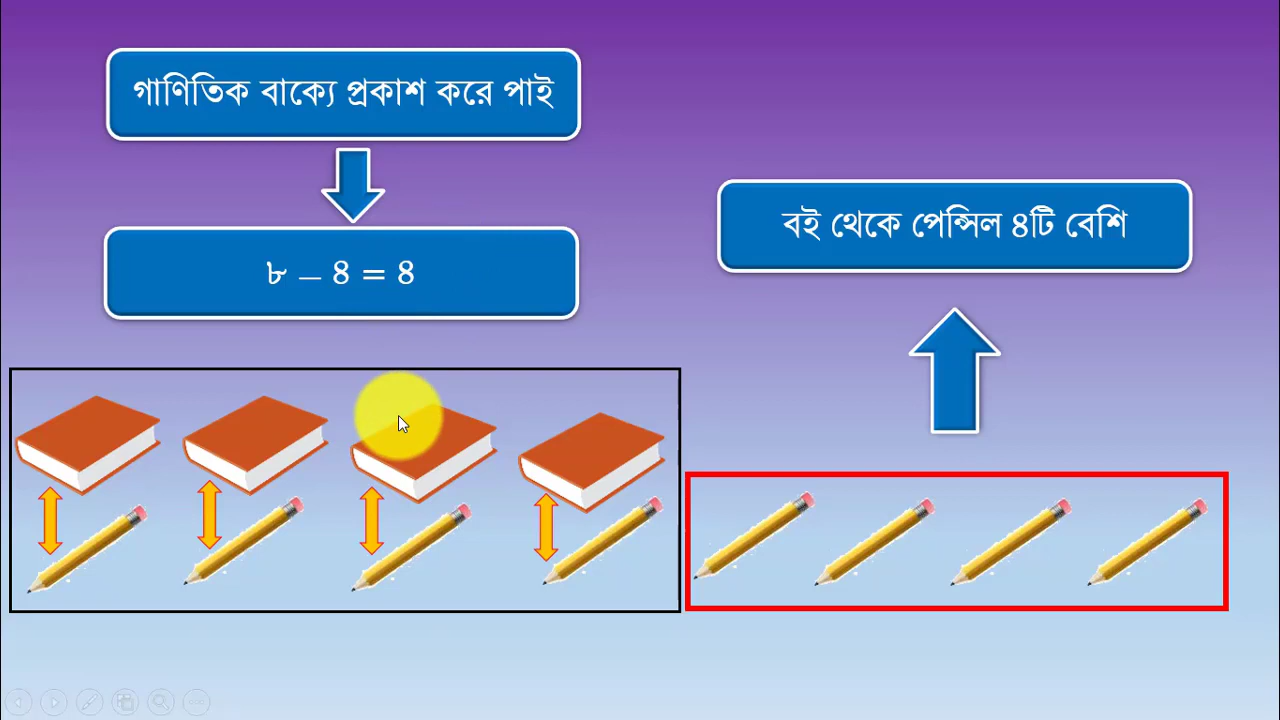 গাণিতিক বাক্যে প্রকাশ করে পাই
৮ – ৪ = ৪
বই থেকে পেন্সিল ৪টি বেশি